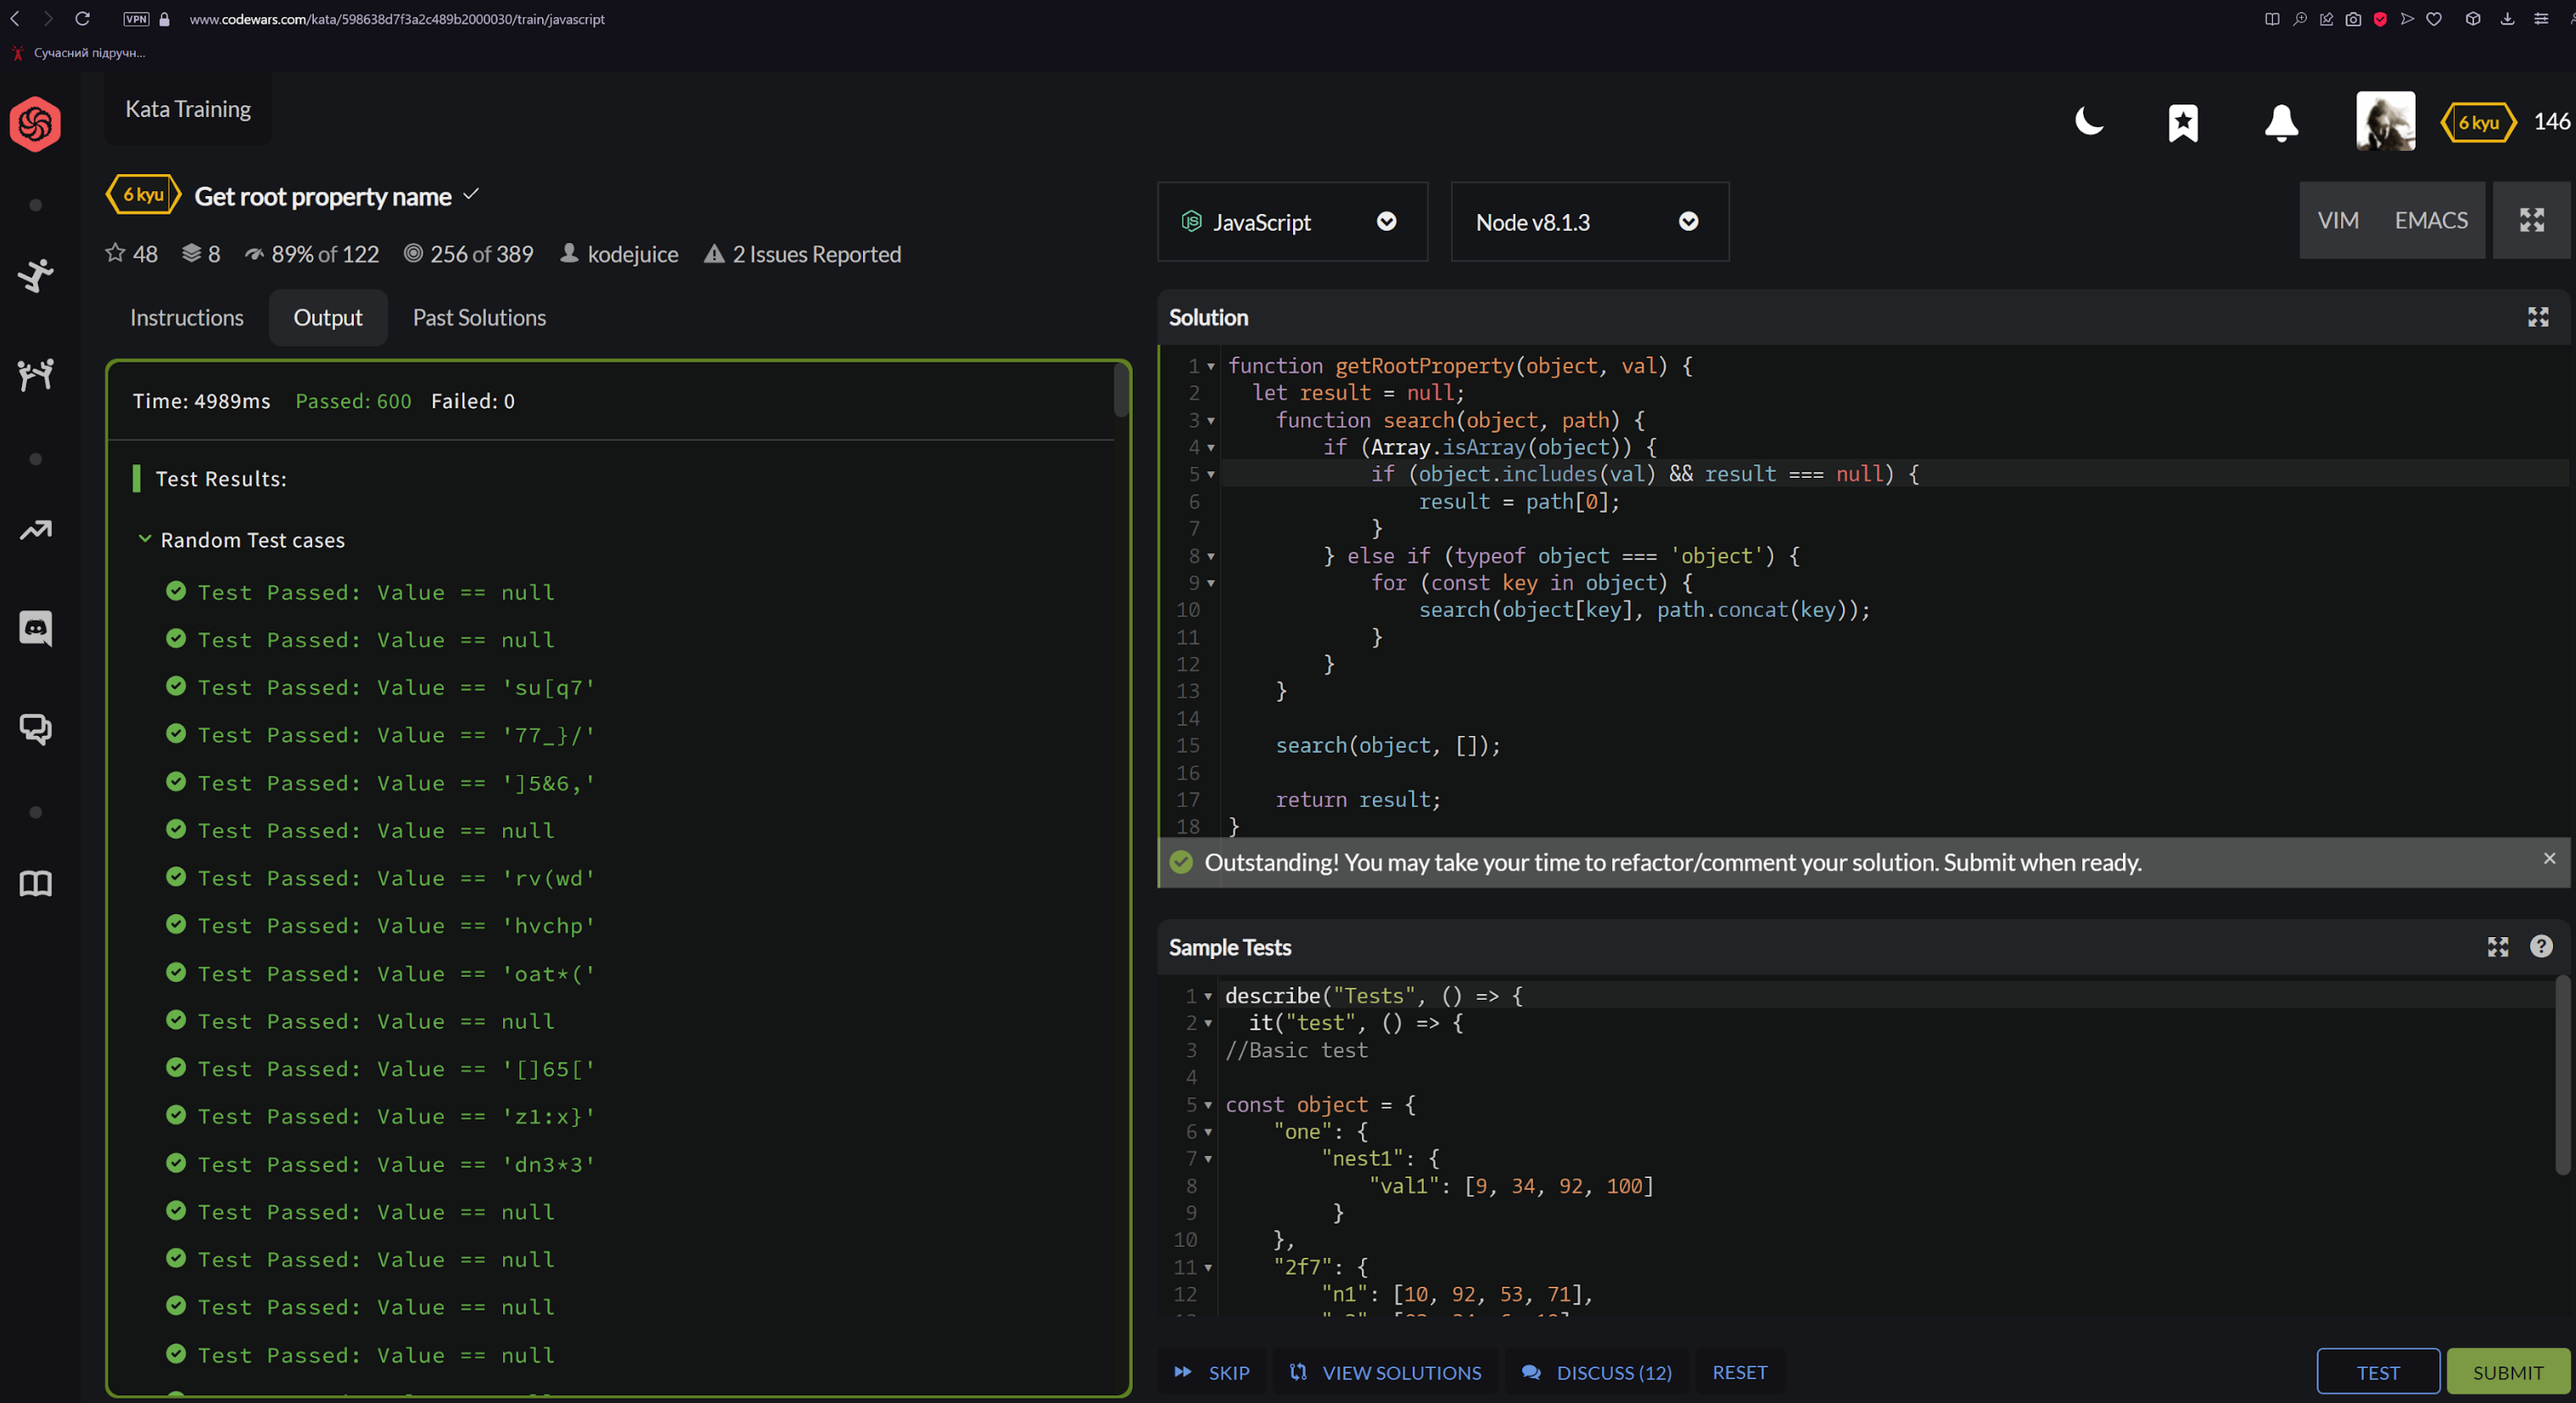 VPN www.codewars.com/kata/598638d7f3a2c489b2000030/train/javascript
Сучасний підручн...
Kata Training
6 kyu 146
6 kyu Get root property name
48 8 89% of 122 256 of 389 kodejuice 2 Issues Reported
Instructions Output Past Solutions
Time: 4989ms Passed: 600 Failed: 0
Test Results:
Random Test cases
Test Passed: Value == null
Test Passed: Value == null
Test Passed: Value == 'su[q7'
Test Passed: Value == '77_}/'
Test Passed: Value == ']5&6,'
Test Passed: Value == null
Test Passed: Value == 'rv(wd'
Test Passed: Value == 'hvchp'
Test Passed: Value == 'oat*('
Test Passed: Value == null
Test Passed: Value == '[]65['
Test Passed: Value == 'z1:x}'
Test Passed: Value == 'dn3*3'
Test Passed: Value == null
Test Passed: Value == null
Test Passed: Value == null
Test Passed: Value == null
JavaScript Node v8.1.3 VIM EMACS
Solution
1 function getRootProperty(object, val) {
2 let result = null;
3 function search(object, path) {
4 if (Array.isArray(object)) {
5 if (object.includes(val) && result === null) {
6 result = path[0];
7 }
8 } else if (typeof object === 'object') {
9 for (const key in object) {
10 search(object[key], path.concat(key));
11 }
12 }
13 }
14
15 search(object, []);
16
17 return result;
18 }
Outstanding! You may take your time to refactor/comment your solution. Submit when ready.
Sample Tests
1 describe("Tests", () => {
2 it("test", () => {
3 //Basic test
4
5 const object = {
6 "one": {
7 "nest1": {
8 "val1": [9, 34, 92, 100]
9 }
10 },
11 "2f7": {
12 "n1": [10, 92, 53, 71],
SKIP VIEW SOLUTIONS DISCUSS (12) RESET TEST SUBMIT